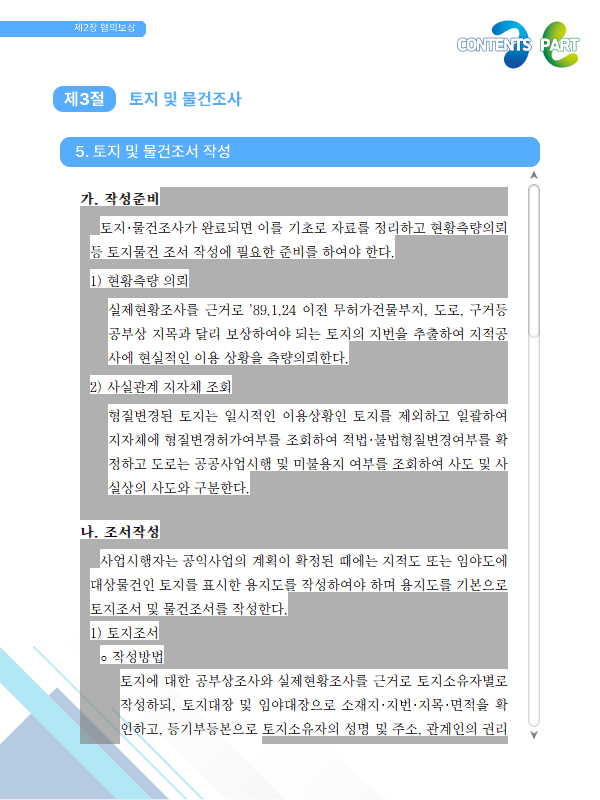 제2장 협의보상
CONTENTS PART
제3절 토지 및 물건조사
5. 토지 및 물건조서 작성
가. 작성준비
토지·물건조사가 완료되면 이를 기초로 자료를 정리하고 현황측량의뢰
등 토지물건 조서 작성에 필요한 준비를 하여야 한다.
1) 현황측량 의뢰
실제현황조사를 근거로 '89.1.24 이전 무허가건물부지, 도로, 구거등
공부상 지목과 달리 보상하여야 되는 토지의 지번을 추출하여 지적공
사에 현실적인 이용 상황을 측량의뢰한다.
2) 사실관계 지자체 조회
형질변경된 토지는 일시적인 이용상황인 토지를 제외하고 일괄하여
지자체에 형질변경허가여부를 조회하여 적법·불법형질변경여부를 확
정하고 도로는 공공사업시행 및 미불용지 여부를 조회하여 사도 및 사
실상의 사도와 구분한다.
나. 조서작성
사업시행자는 공익사업의 계획이 확정된 때에는 지적도 또는 임야도에
대상물건인 토지를 표시한 용지도를 작성하여야 하며 용지도를 기본으로
토지조서 및 물건조서를 작성한다.
1) 토지조서
○ 작성방법
토지에 대한 공부상조사와 실제현황조사를 근거로 토지소유자별로
작성하되, 토지대장 및 임야대장으로 소재지·지번·지목·면적을 확
인하고, 등기부등본으로 토지소유자의 성명 및 주소, 관계인의 권리